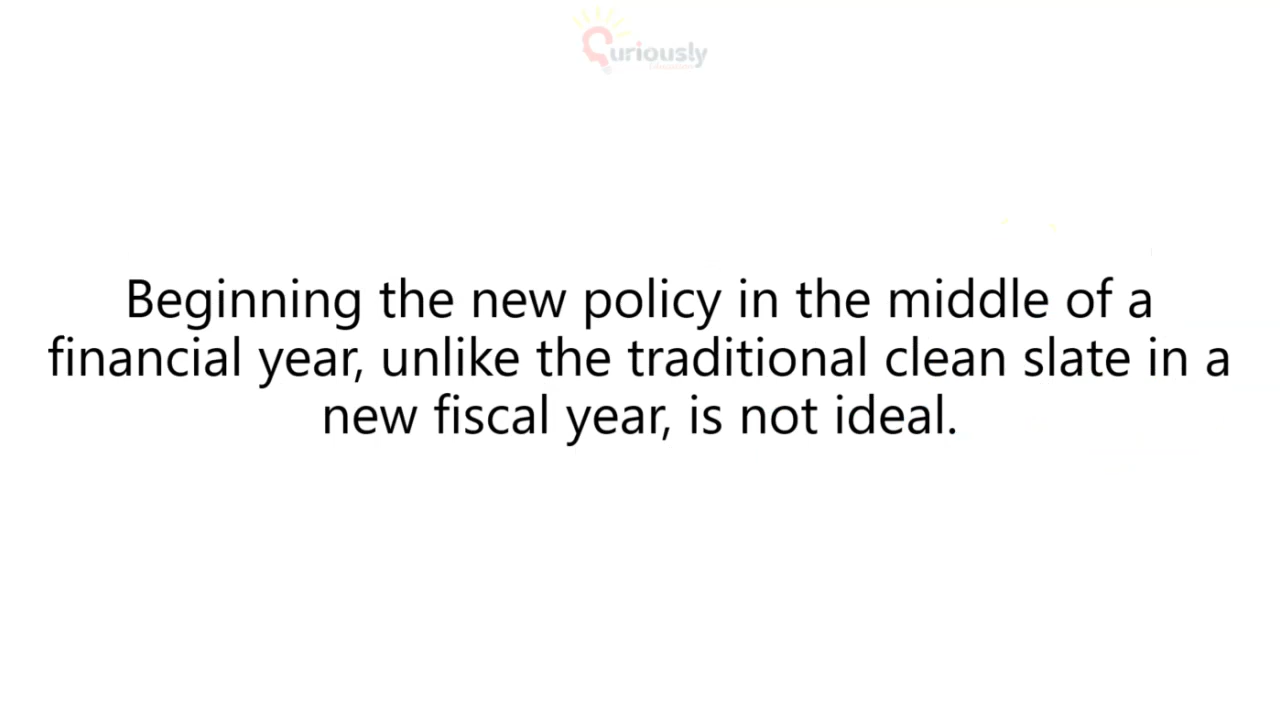 uriously
Beginning the new policy in the middle of a
financial year, unlike the traditional clean slate in a
new fiscal year, is not ideal.